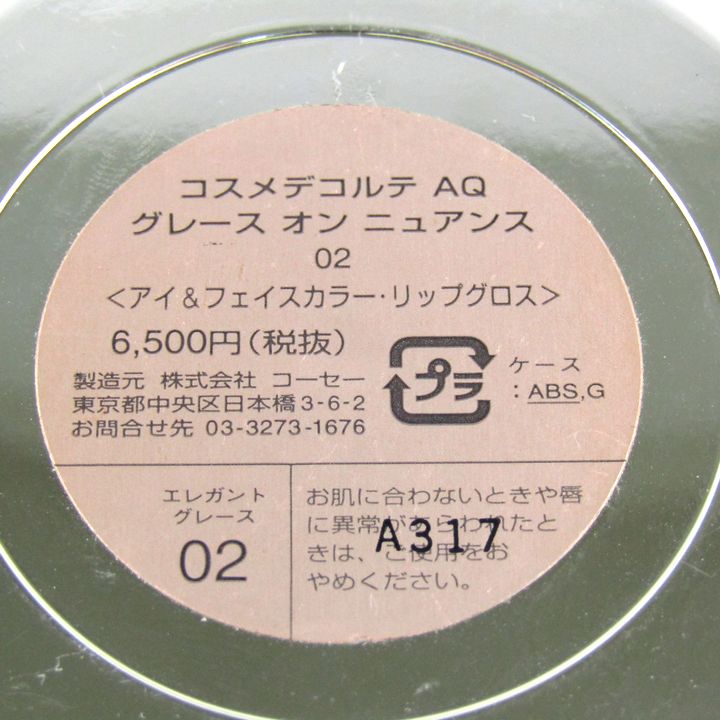 コスメデコルテ AQ
グレース オン ニュアンス
02
＜アイ&フェイスカラー・リップグロス＞
6,500円(税抜)
製造元 株式会社 コーセー
東京都中央区日本橋3-6-2
お問合せ先 03-3273-1676
プラ
ケース
:ABS,G
エレガント
グレース
02
お肌に合わないときや唇
に異常があらわれたと
きは、ご使用をお
やめください。
A317